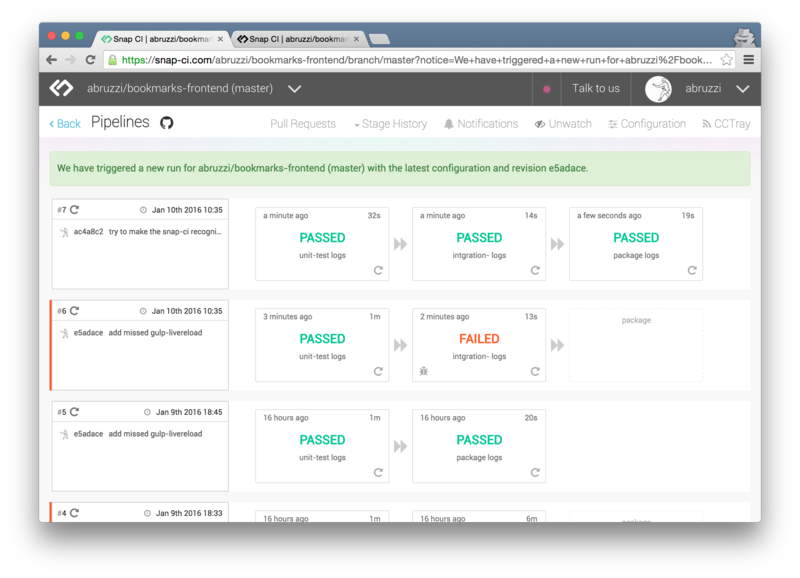 Snap CI | abruzzi/bookmark
Snap CI | abruzzi/bookmark
https://snap-ci.com/abruzzi/bookmarks-frontend/branch/master?notice=We+have+triggered+a+new+run+for+abruzzi%2Fbook...
abruzzi/bookmarks-frontend (master)
Talk to us
abruzzi
Back Pipelines
Pull Requests Stage History Notifications Unwatch Configuration CCTray
We have triggered a new run for abruzzi/bookmarks-frontend (master) with the latest configuration and revision e5adace.
#7 Jan 10th 2016 10:35
ac4a8c2 try to make the snap-ci recogni...
a minute ago 32s
PASSED
unit-test logs
a minute ago 14s
PASSED
intgration- logs
a few seconds ago 19s
PASSED
package logs
#6 Jan 10th 2016 10:35
e5adace add missed gulp-livereload
3 minutes ago 1m
PASSED
unit-test logs
2 minutes ago 13s
FAILED
intgration- logs
package
#5 Jan 9th 2016 18:45
e5adace add missed gulp-livereload
16 hours ago 1m
PASSED
unit-test logs
16 hours ago 20s
PASSED
package logs
#4 Jan 9th 2016 18:33
16 hours ago 1m
16 hours ago 6m
package